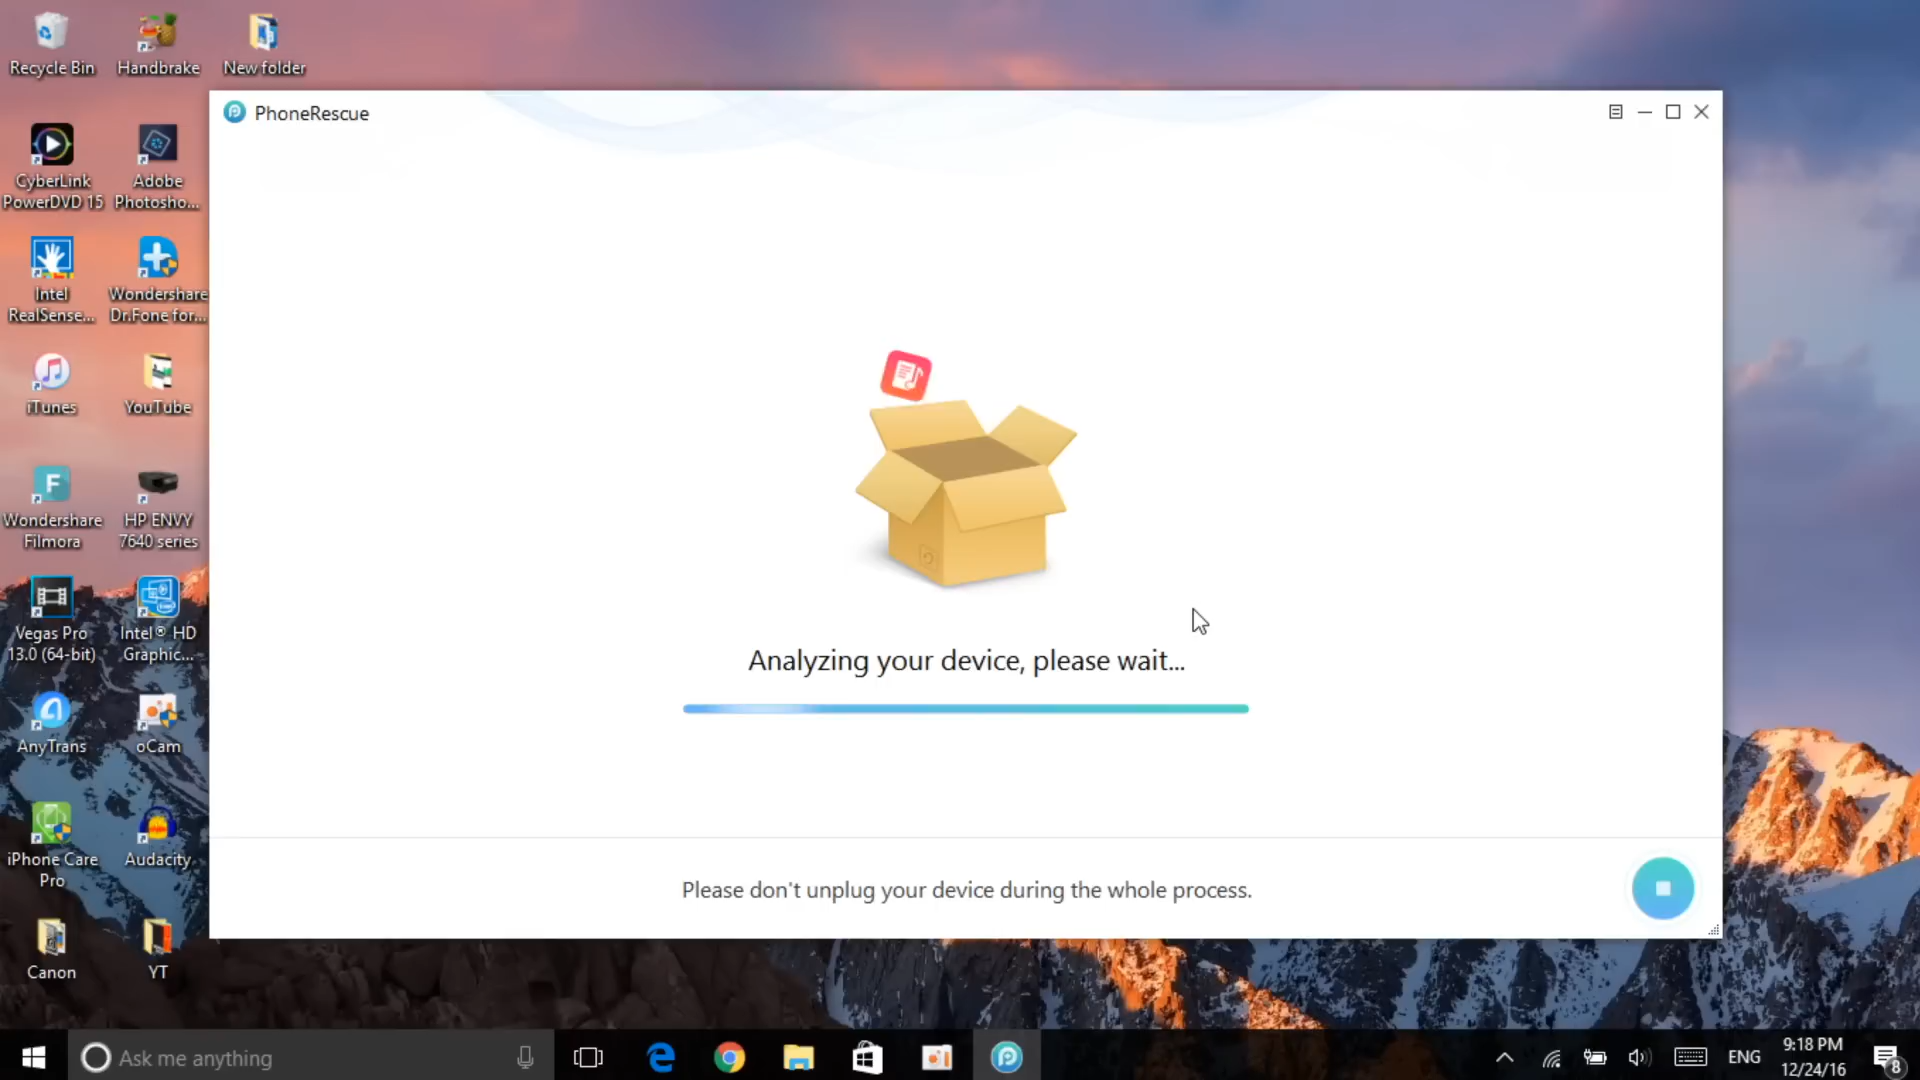 Recycle Bin
Handbrake
New folder
PhoneRescue
CyberLink
PowerDVD 15
Adobe
Photosho...
Intel
RealSense...
Wondershare
Dr.Fone for...
iTunes
YouTube
F
Wondershare
Filmora
HP ENVY
7640 series
Vegas Pro
13.0 (64-bit)
Intel® HD
Graphic...
Analyzing your device, please wait...
AnyTrans
oCam
iPhone Care
Pro
Audacity
Please don't unplug your device during the whole process.
Canon
YT
Ask me anything
ENG
9:18 PM
12/24/16
8